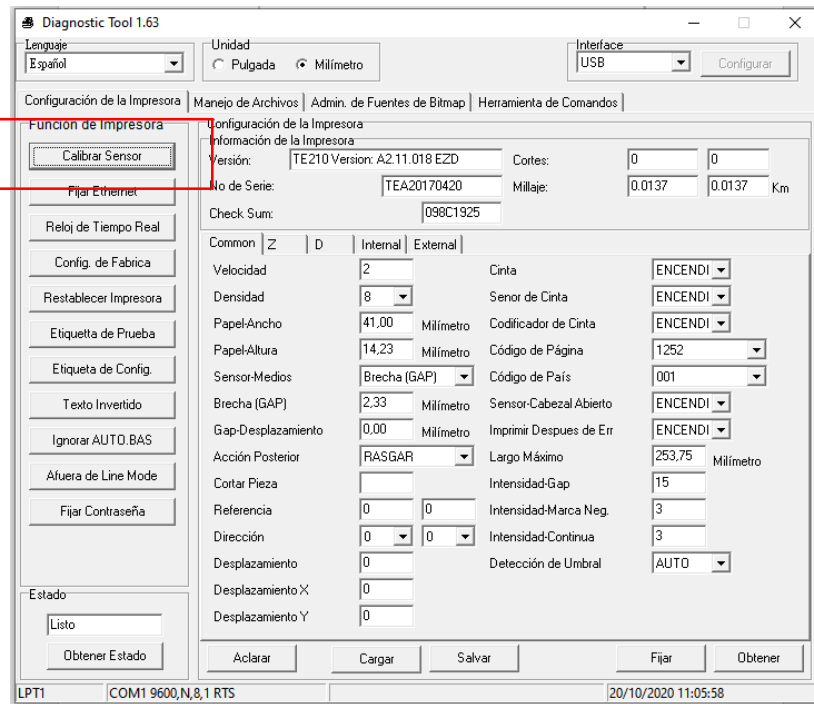 Diagnostic Tool 1.63
Lenguaje
Español
Unidad
Pulgada
Milímetro
Interface
USB
Configurar
Configuración de la Impresora
Manejo de Archivos
Admin. de Fuentes de Bitmap
Herramienta de Comandos
Función de Impresora
Calibrar Sensor
Fijar Ethernet
Reloj de Tiempo Real
Config. de Fabrica
Restablecer Impresora
Etiquetta de Prueba
Etiqueta de Config.
Texto Invertido
Ignorar AUTO.BAS
Afuera de Line Mode
Fijar Contraseña
Estado
Listo
Obtener Estado
Configuración de la Impresora
Información de la Impresora
Versión: TE210 Version: A2.11.018 EZD Cortes: 0 0
No de Serie: TEA20170420 Millaje: 0.0137 0.0137 Km
Check Sum: 098C1925
Common Z D Internal External
Velocidad 2 Cinta ENCENDI
Densidad 8 Senor de Cinta ENCENDI
Papel-Ancho 41,00 Milímetro Codificador de Cinta ENCENDI
Papel-Altura 14,23 Milímetro Código de Página 1252
Sensor-Medios Brecha (GAP) Código de País 001
Brecha (GAP) 2,33 Milímetro Sensor-Cabezal Abierto ENCENDI
Gap-Desplazamiento 0,00 Milímetro Imprimir Despues de Err ENCENDI
Acción Posterior RASGAR Largo Máximo 253,75 Milímetro
Cortar Pieza Intensidad-Gap 15
Referencia 0 0 Intensidad-Marca Neg. 3
Dirección 0 0 Intensidad-Continua 3
Desplazamiento 0 Detección de Umbral AUTO
Desplazamiento X 0
Desplazamiento Y 0
Aclarar Cargar Salvar Fijar Obtener
LPT1 COM1 9600,N,8,1 RTS 20/10/2020 11:05:58